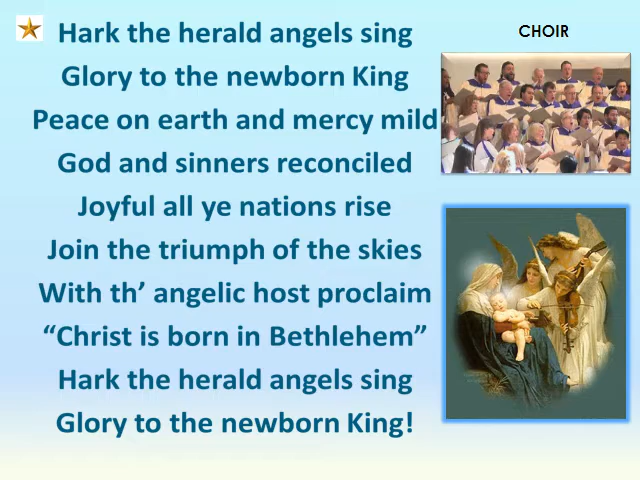 Hark the herald angels sing
Glory to the newborn King
Peace on earth and mercy mild
God and sinners reconciled
Joyful all ye nations rise
Join the triumph of the skies
With th’ angelic host proclaim
“Christ is born in Bethlehem”
Hark the herald angels sing
Glory to the newborn King!
CHOIR